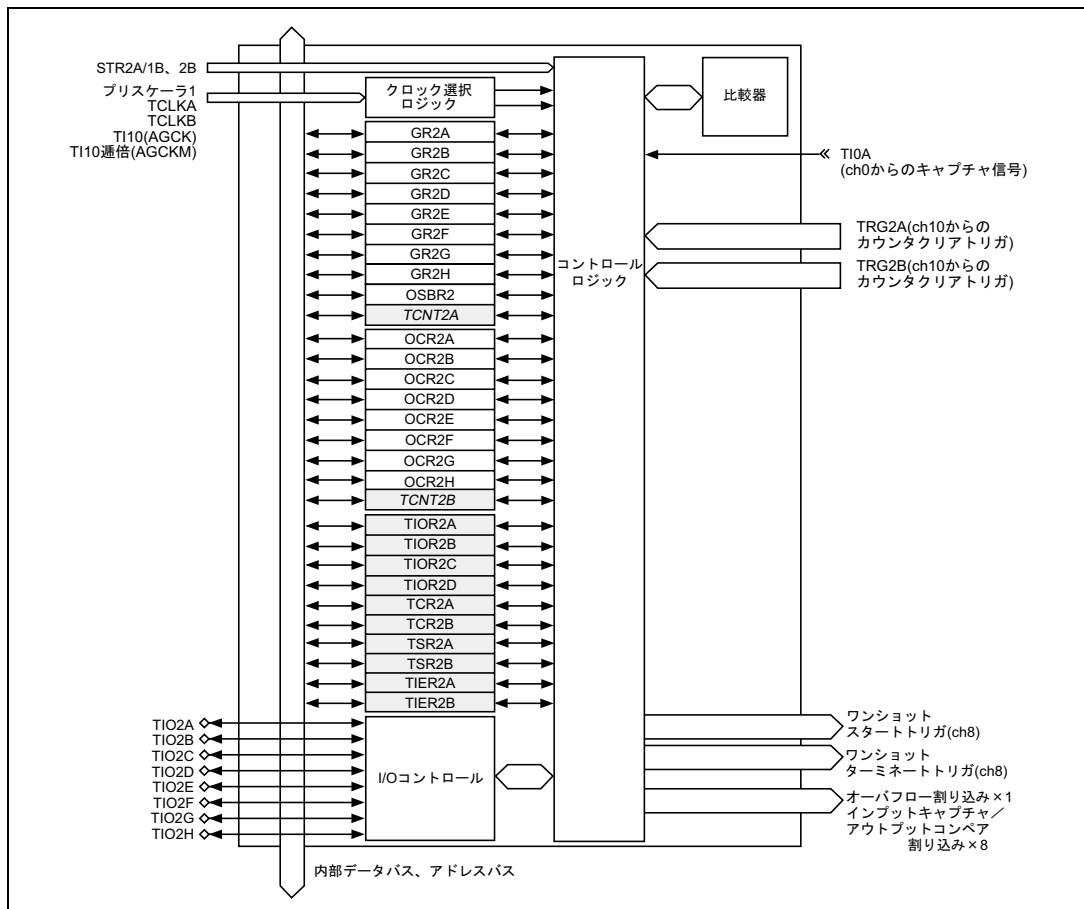 STR2A/1B、2B
プリスケーラ1
TCLKA
TCLKB
TI10(AGCK)
TI10逓倍(AGCKM)
クロック選択
ロジック
GR2A
GR2B
GR2C
GR2D
GR2E
GR2F
GR2G
GR2H
OSBR2
TCNT2A
OCR2A
OCR2B
OCR2C
OCR2D
OCR2E
OCR2F
OCR2G
OCR2H
TCNT2B
TIOR2A
TIOR2B
TIOR2C
TIOR2D
TCR2A
TCR2B
TSR2A
TSR2B
TIER2A
TIER2B
TIO2A
TIO2B
TIO2C
TIO2D
TIO2E
TIO2F
TIO2G
TIO2H
I/Oコントロール
コントロール
ロジック
比較器
TI0A
(ch0からのキャプチャ信号)
TRG2A(ch10からの
カウンタクリアトリガ)
TRG2B(ch10からの
カウンタクリアトリガ)
ワンショット
スタートトリガ(ch8)
ワンショット
ターミネートトリガ(ch8)
オーバフロー割り込み×1
インプットキャプチャ／
アウトプットコンペア
割り込み×8
内部データバス、アドレスバス